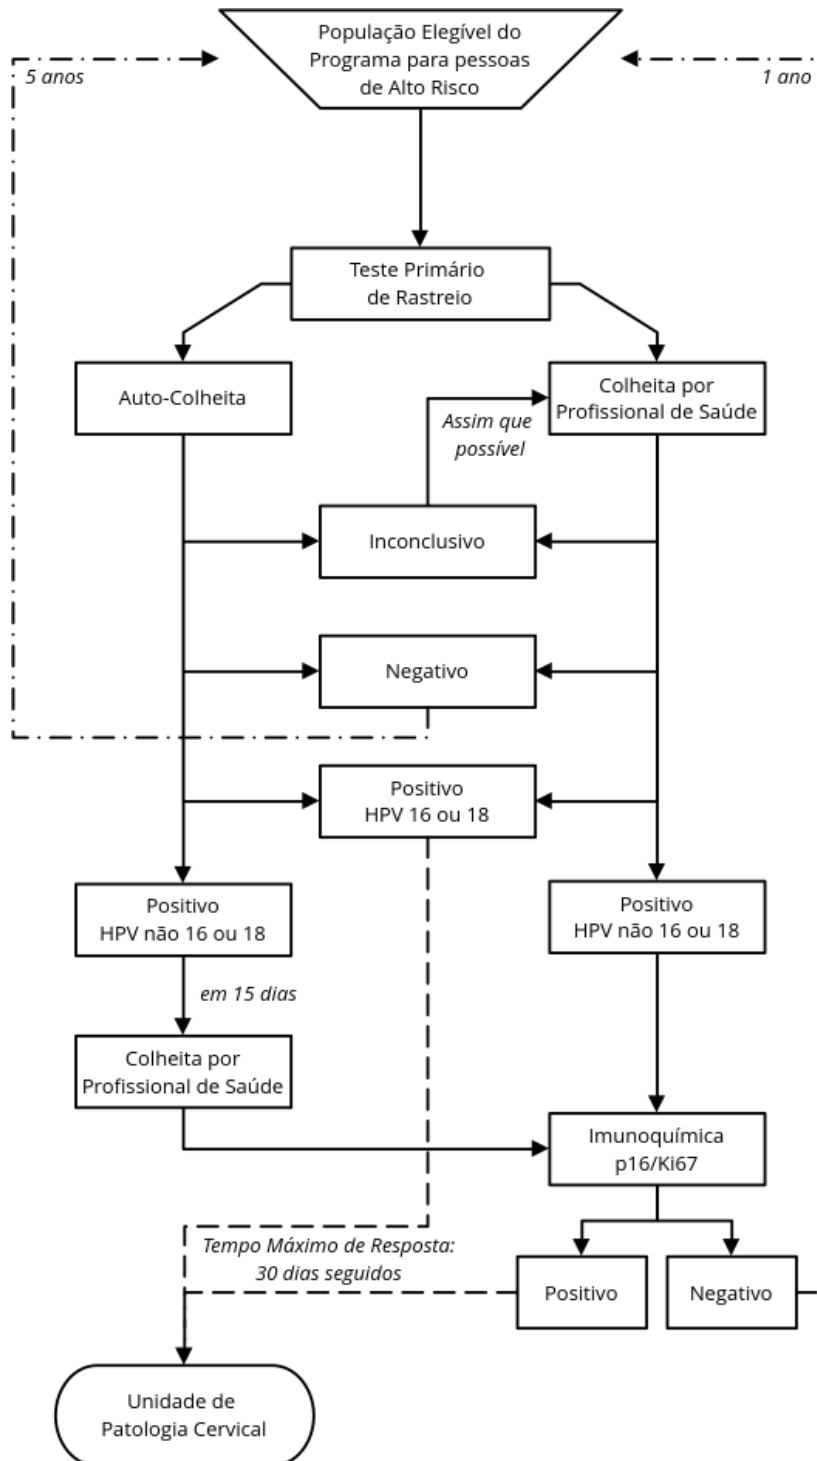 População Elegível do
Programa para pessoas
de Alto Risco
5 anos
1 ano
Teste Primário
de Rastreio
Auto-Colheita
Colheita por
Profissional de Saúde
Assim que
possível
Inconclusivo
Negativo
Positivo
HPV 16 ou 18
Positivo
HPV não 16 ou 18
Positivo
HPV não 16 ou 18
em 15 dias
Colheita por
Profissional de Saúde
Imunoquímica
p16/Ki67
Tempo Máximo de Resposta:
30 dias seguidos
Positivo
Negativo
Unidade de
Patologia Cervical